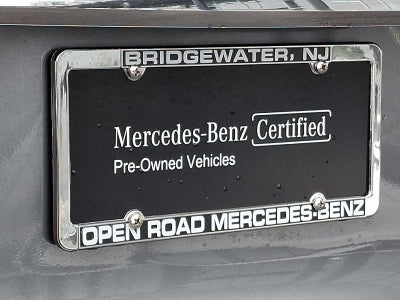 BRIDGEWATER, NJ
Mercedes-Benz Certified
Pre-Owned Vehicles
OPEN ROAD MERCEDES-BENZ